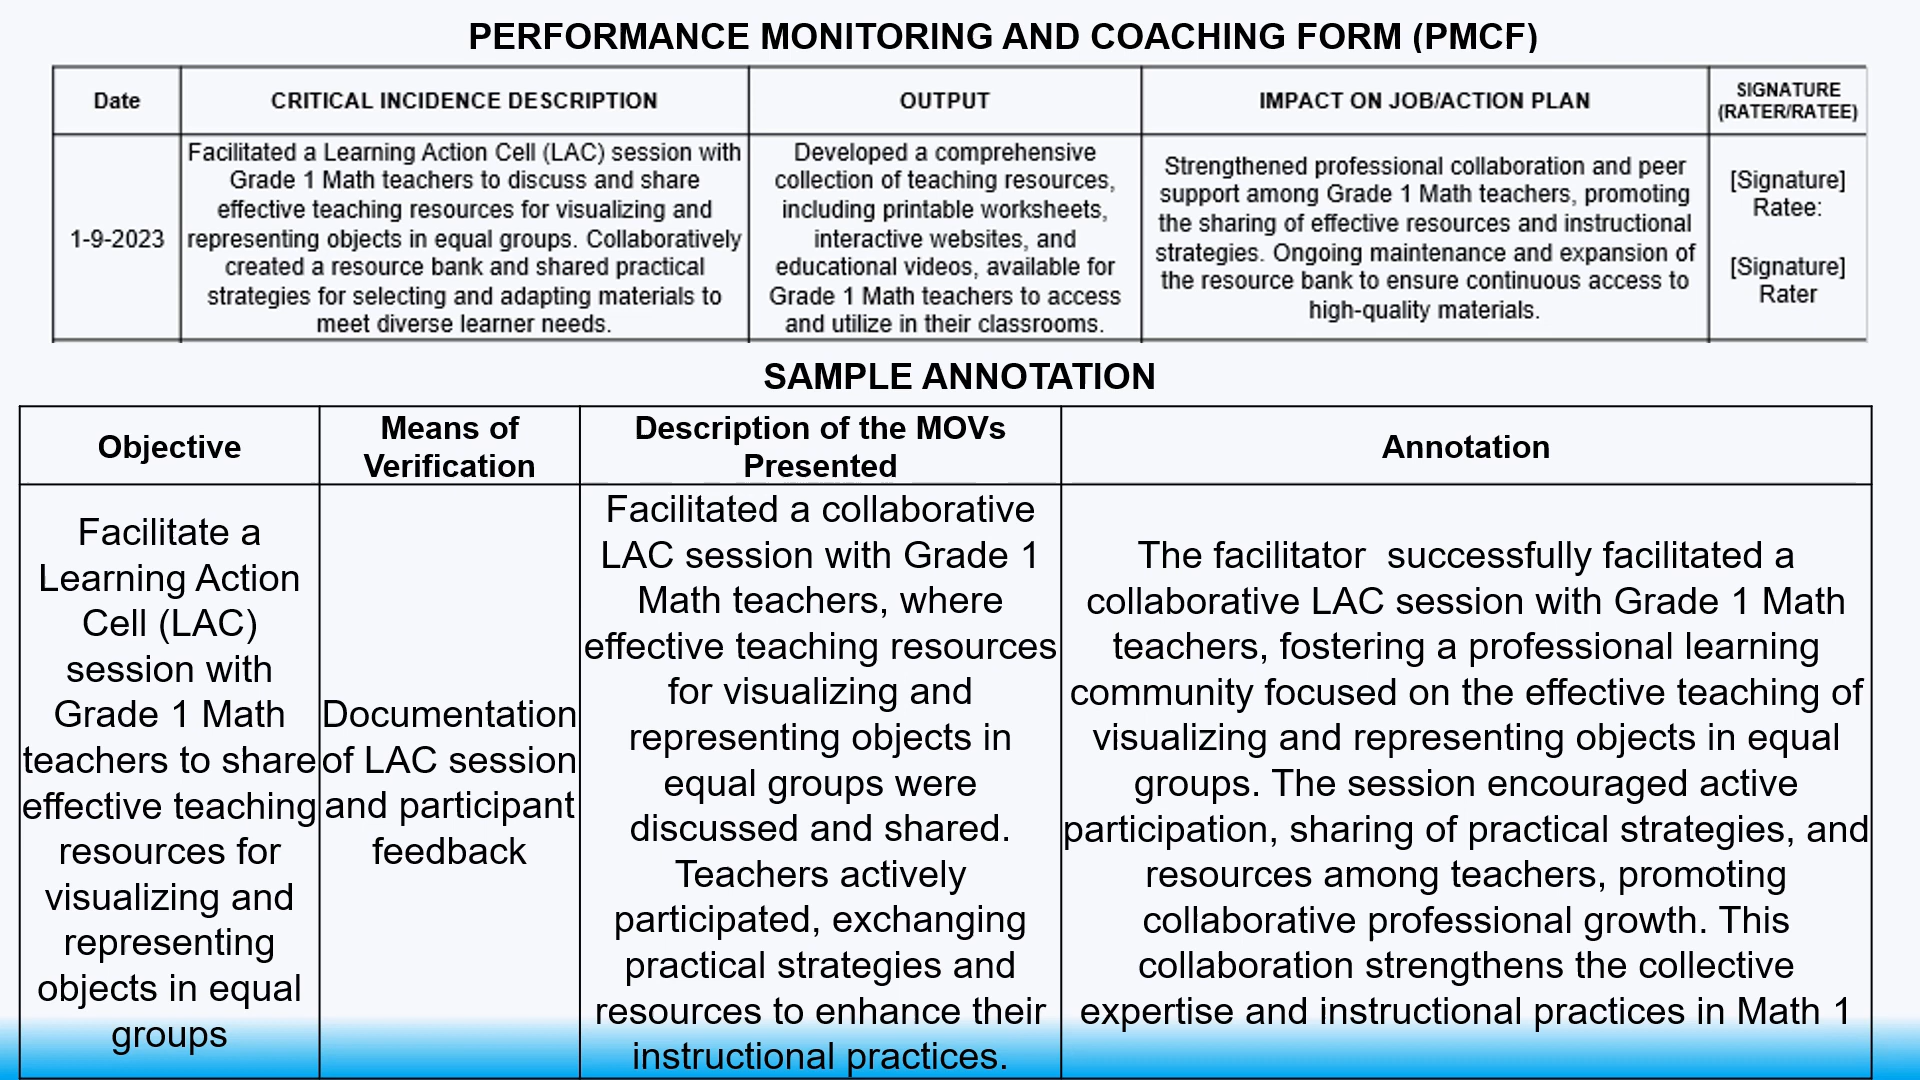 PERFORMANCE MONITORING AND COACHING FORM (PMCF)
Date
CRITICAL INCIDENCE DESCRIPTION
OUTPUT
IMPACT ON JOB/ACTION PLAN
SIGNATURE
(RATER/RATEE)
1-9-2023
Facilitated a Learning Action Cell (LAC) session with
Grade 1 Math teachers to discuss and share
effective teaching resources for visualizing and
representing objects in equal groups. Collaboratively
created a resource bank and shared practical
strategies for selecting and adapting materials to
meet diverse learner needs.
Developed a comprehensive
collection of teaching resources,
including printable worksheets,
interactive websites, and
educational videos, available for
Grade 1 Math teachers to access
and utilize in their classrooms.
Strengthened professional collaboration and peer
support among Grade 1 Math teachers, promoting
the sharing of effective resources and instructional
strategies. Ongoing maintenance and expansion of
the resource bank to ensure continuous access to
high-quality materials.
[Signature]
Ratee:
[Signature]
Rater
SAMPLE ANNOTATION
Objective
Means of
Verification
Description of the MOVs
Presented
Annotation
Facilitate a
Learning Action
Cell (LAC)
session with
Grade 1 Math
teachers to share
effective teaching
resources for
visualizing and
representing
objects in equal
groups
Documentation
of LAC session
and participant
feedback
Facilitated a collaborative
LAC session with Grade 1
Math teachers, where
effective teaching resources
for visualizing and
representing objects in
equal groups were
discussed and shared.
Teachers actively
participated, exchanging
practical strategies and
resources to enhance their
instructional practices.
The facilitator  successfully facilitated a
collaborative LAC session with Grade 1 Math
teachers, fostering a professional learning
community focused on the effective teaching of
visualizing and representing objects in equal
groups. The session encouraged active
participation, sharing of practical strategies, and
resources among teachers, promoting
collaborative professional growth. This
collaboration strengthens the collective
expertise and instructional practices in Math 1